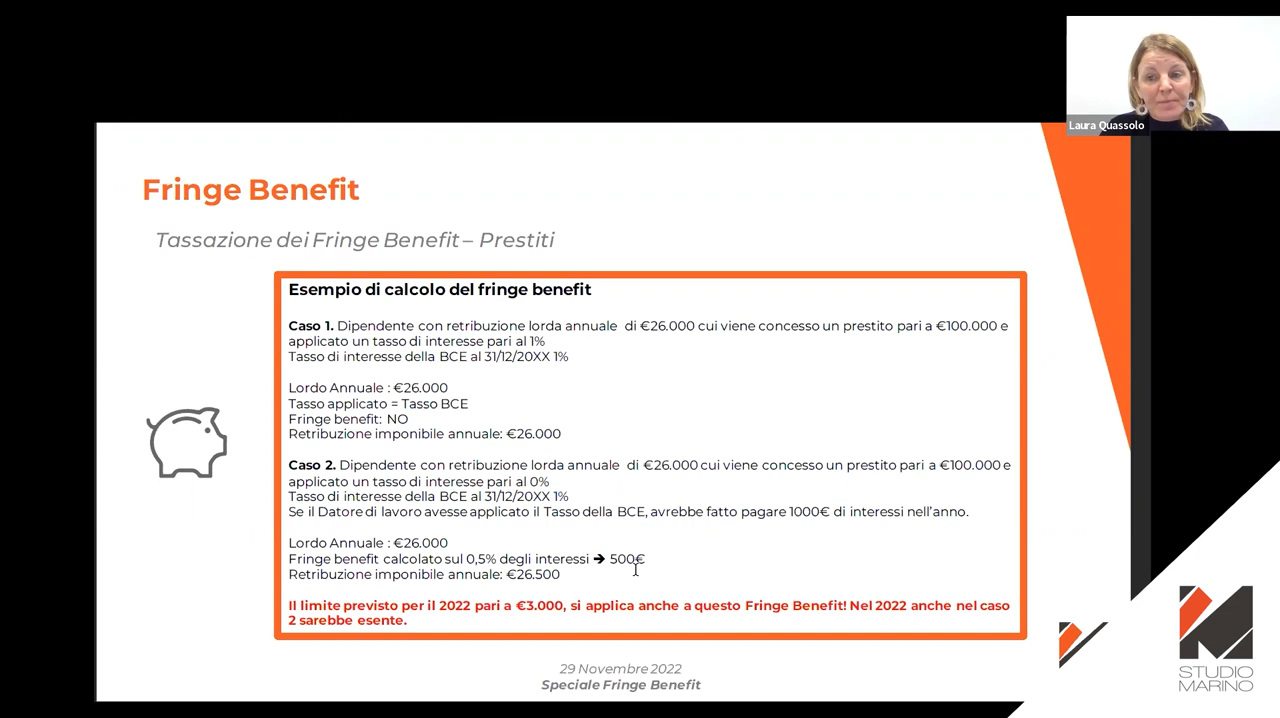 Laura Quassolo
Fringe Benefit
Tassazione dei Fringe Benefit – Prestiti
Esempio di calcolo del fringe benefit
Caso 1. Dipendente con retribuzione lorda annuale di €26.000 cui viene concesso un prestito pari a €100.000 e
applicato un tasso di interesse pari al 1%
Tasso di interesse della BCE al 31/12/20XX 1%
Lordo Annuale : €26.000
Tasso applicato = Tasso BCE
Fringe benefit: NO
Retribuzione imponibile annuale: €26.000
Caso 2. Dipendente con retribuzione lorda annuale di €26.000 cui viene concesso un prestito pari a €100.000 e
applicato un tasso di interesse pari al 0%
Tasso di interesse della BCE al 31/12/20XX 1%
Se il Datore di lavoro avesse applicato il Tasso della BCE, avrebbe fatto pagare 1000€ di interessi nell’anno.
Lordo Annuale : €26.000
Fringe benefit calcolato sul 0,5% degli interessi → 500€
Retribuzione imponibile annuale: €26.500
Il limite previsto per il 2022 pari a €3.000, si applica anche a questo Fringe Benefit! Nel 2022 anche nel caso
2 sarebbe esente.
29 Novembre 2022
Speciale Fringe Benefit
STUDIO
MARINO